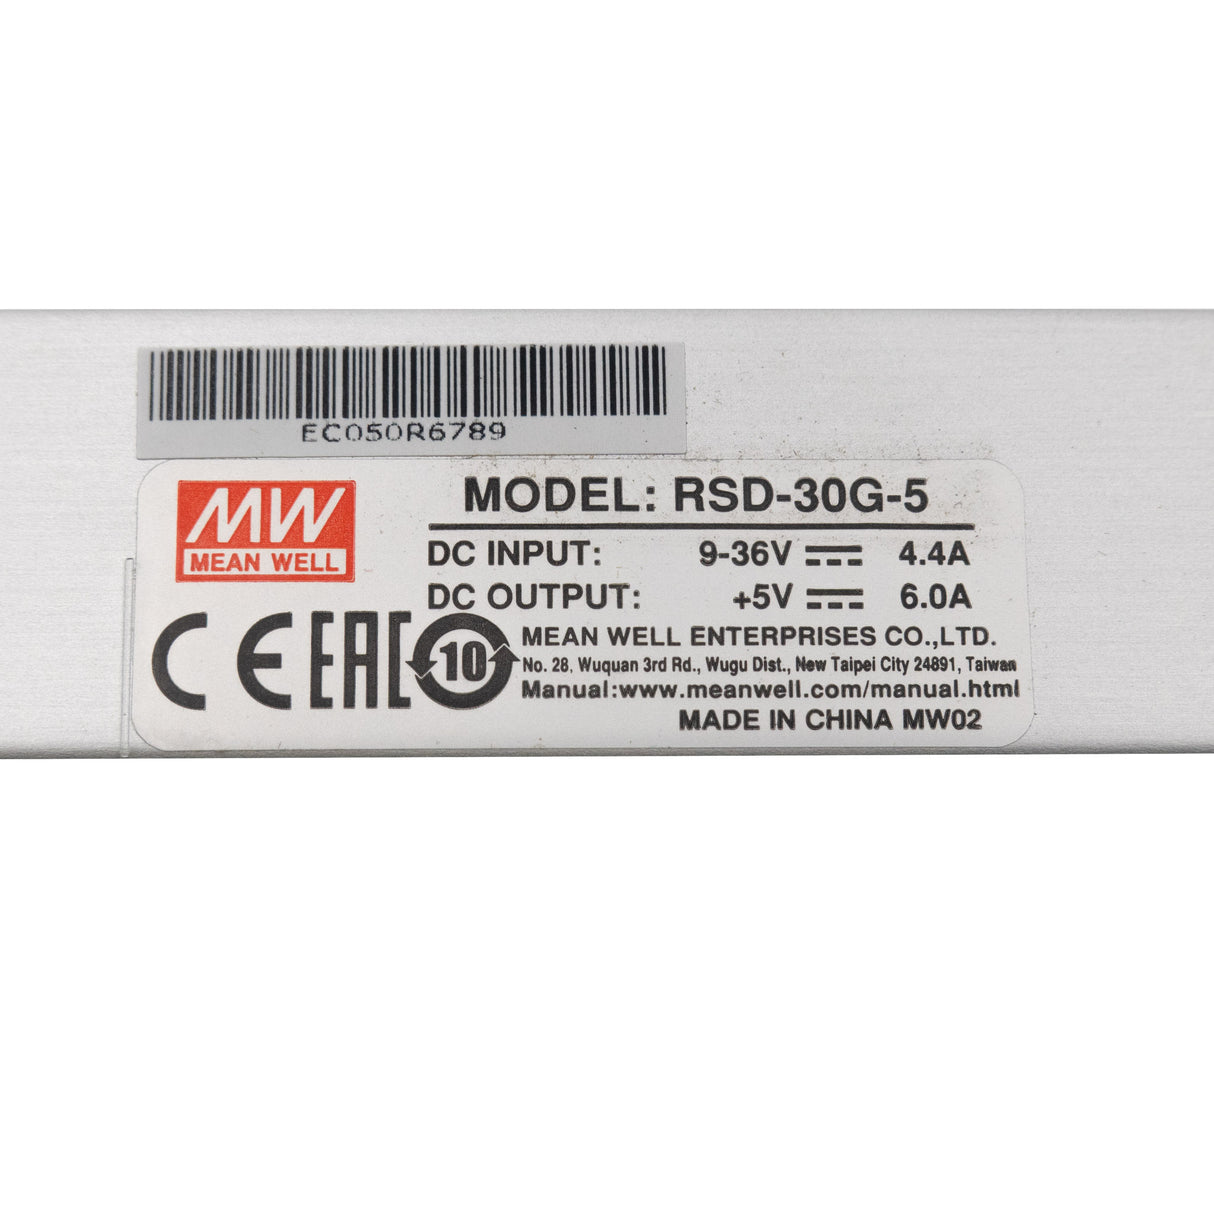 EC050R6789
MW
MEAN WELL
MODEL: RSD-30G-5
DC INPUT: 9-36V 4.4A
DC OUTPUT: +5V 6.0A
CE EAC 10
MEAN WELL ENTERPRISES CO.,LTD.
No. 28, Wuquan 3rd Rd., Wugu Dist., New Taipei City 24891, Taiwan
Manual:www.meanwell.com/manual.html
MADE IN CHINA MW02